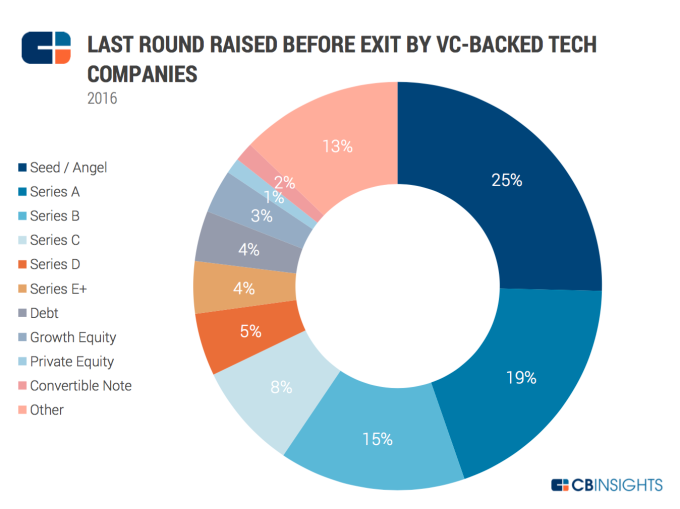 LAST ROUND RAISED BEFORE EXIT BY VC-BACKED TECH
COMPANIES
2016
Seed / Angel
Series A
Series B
Series C
Series D
Series E+
Debt
Growth Equity
Private Equity
Convertible Note
Other
13%
25%
2%
1%
3%
4%
4%
5%
19%
8%
15%
CBINSIGHTS